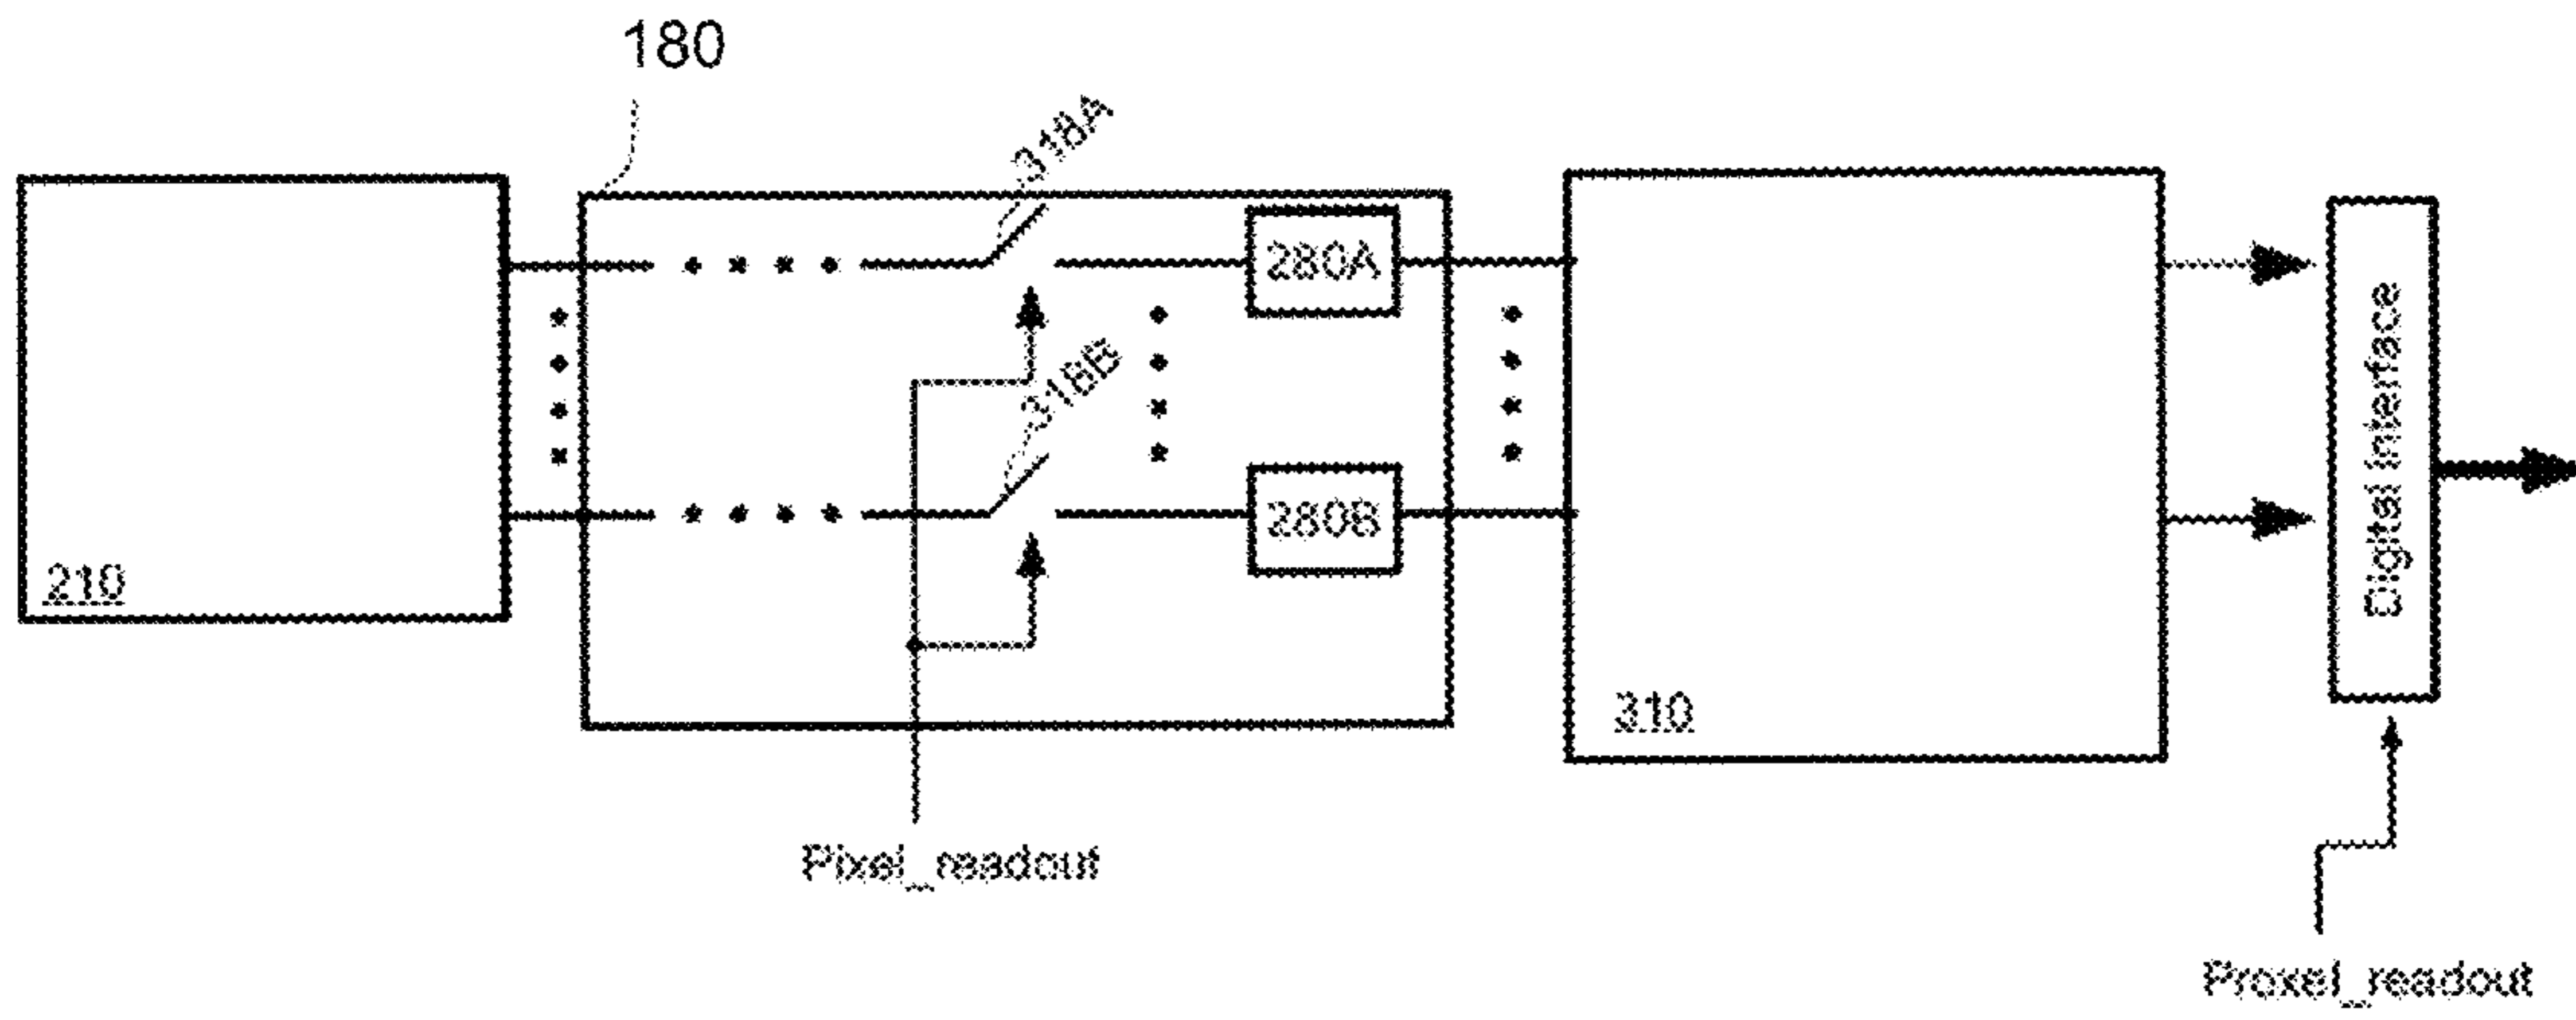 180
318A
280A
318B
280B
210
310
Digital Interface
Pixel_readout
Proxel_readout